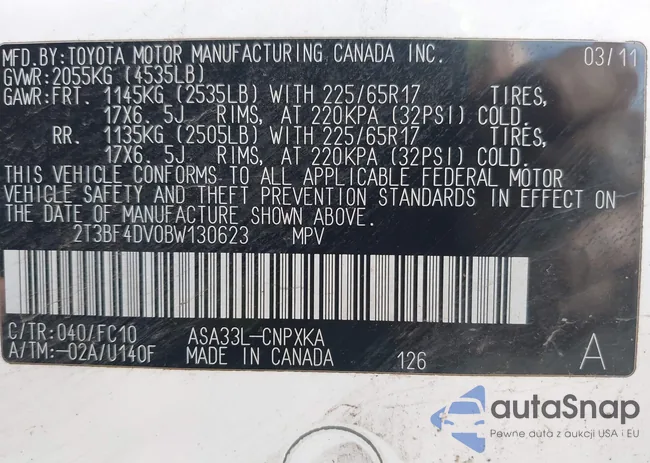 MFD.BY:TOYOTA MOTOR MANUFACTURING CANADA INC. 03/11
GVWR:2055KG (4535LB)
GAWR:FRT. 1145KG (2535LB) WITH 225/65R17 TIRES,
17X6. 5J RIMS, AT 220KPA (32PSI) COLD.
RR. 1135KG (2505LB) WITH 225/65R17 TIRES,
17X6. 5J RIMS, AT 220KPA (32PSI) COLD.
THIS VEHICLE CONFORMS TO ALL APPLICABLE FEDERAL MOTOR
VEHICLE SAFETY AND THEFT PREVENTION STANDARDS IN EFFECT ON
THE DATE OF MANUFACTURE SHOWN ABOVE.
2T3BF4DV0BW130623 MPV
C/TR:040/FC10 ASA33L-CNPXKA
A/TM:-02A/U140F MADE IN CANADA 126 A
autaSnap
Pewne auta z aukcji USA i EU